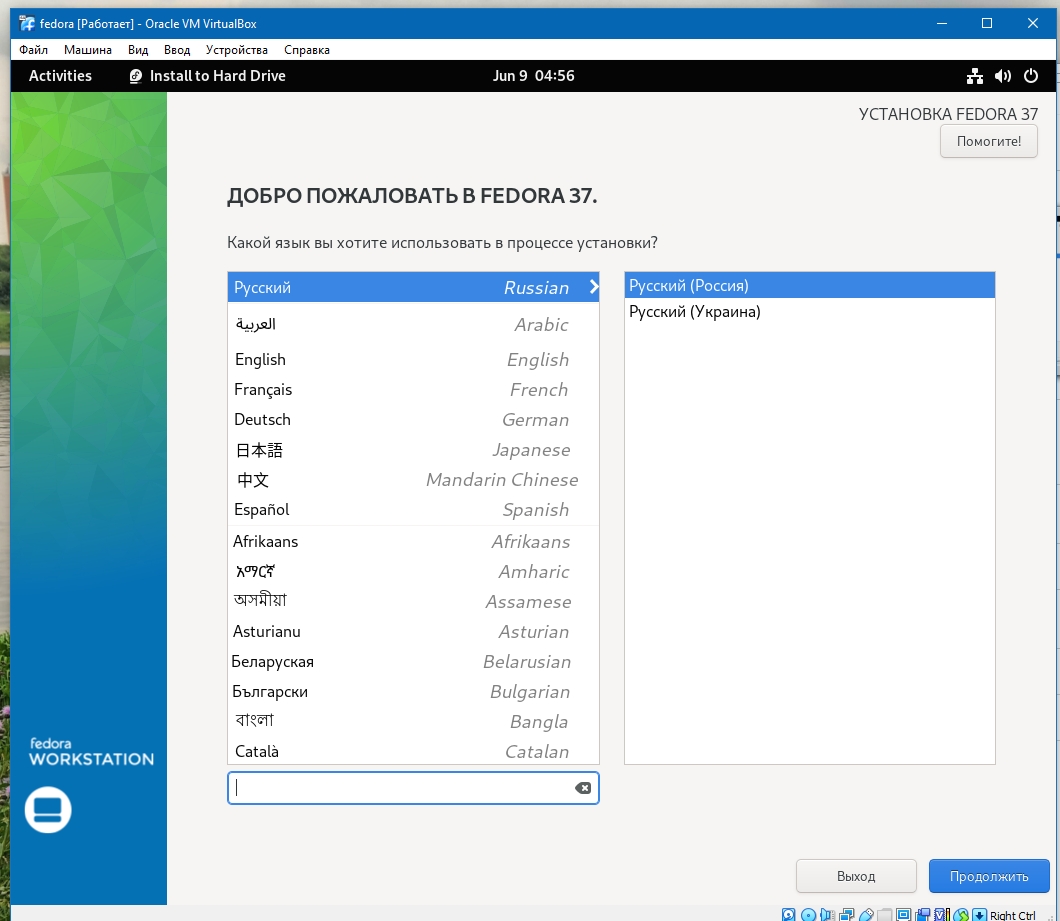 fedora [Работает] - Oracle VM VirtualBox
Файл Машина Вид Ввод Устройства Справка
Activities Install to Hard Drive Jun 9 04:56
УСТАНОВКА FEDORA 37
Помогите!
ДОБРО ПОЖАЛОВАТЬ В FEDORA 37.
Какой язык вы хотите использовать в процессе установки?
Русский Russian
العربية Arabic
English English
Français French
Deutsch German
日本語 Japanese
中文 Mandarin Chinese
Español Spanish
Afrikaans Afrikaans
አማርኛ Amharic
অসমীয়া Assamese
Asturianu Asturian
Беларуская Belarusian
Български Bulgarian
বাংলা Bangla
Català Catalan
Русский (Россия)
Русский (Украина)
fedora
WORKSTATION
Выход Продолжить
Right Ctrl